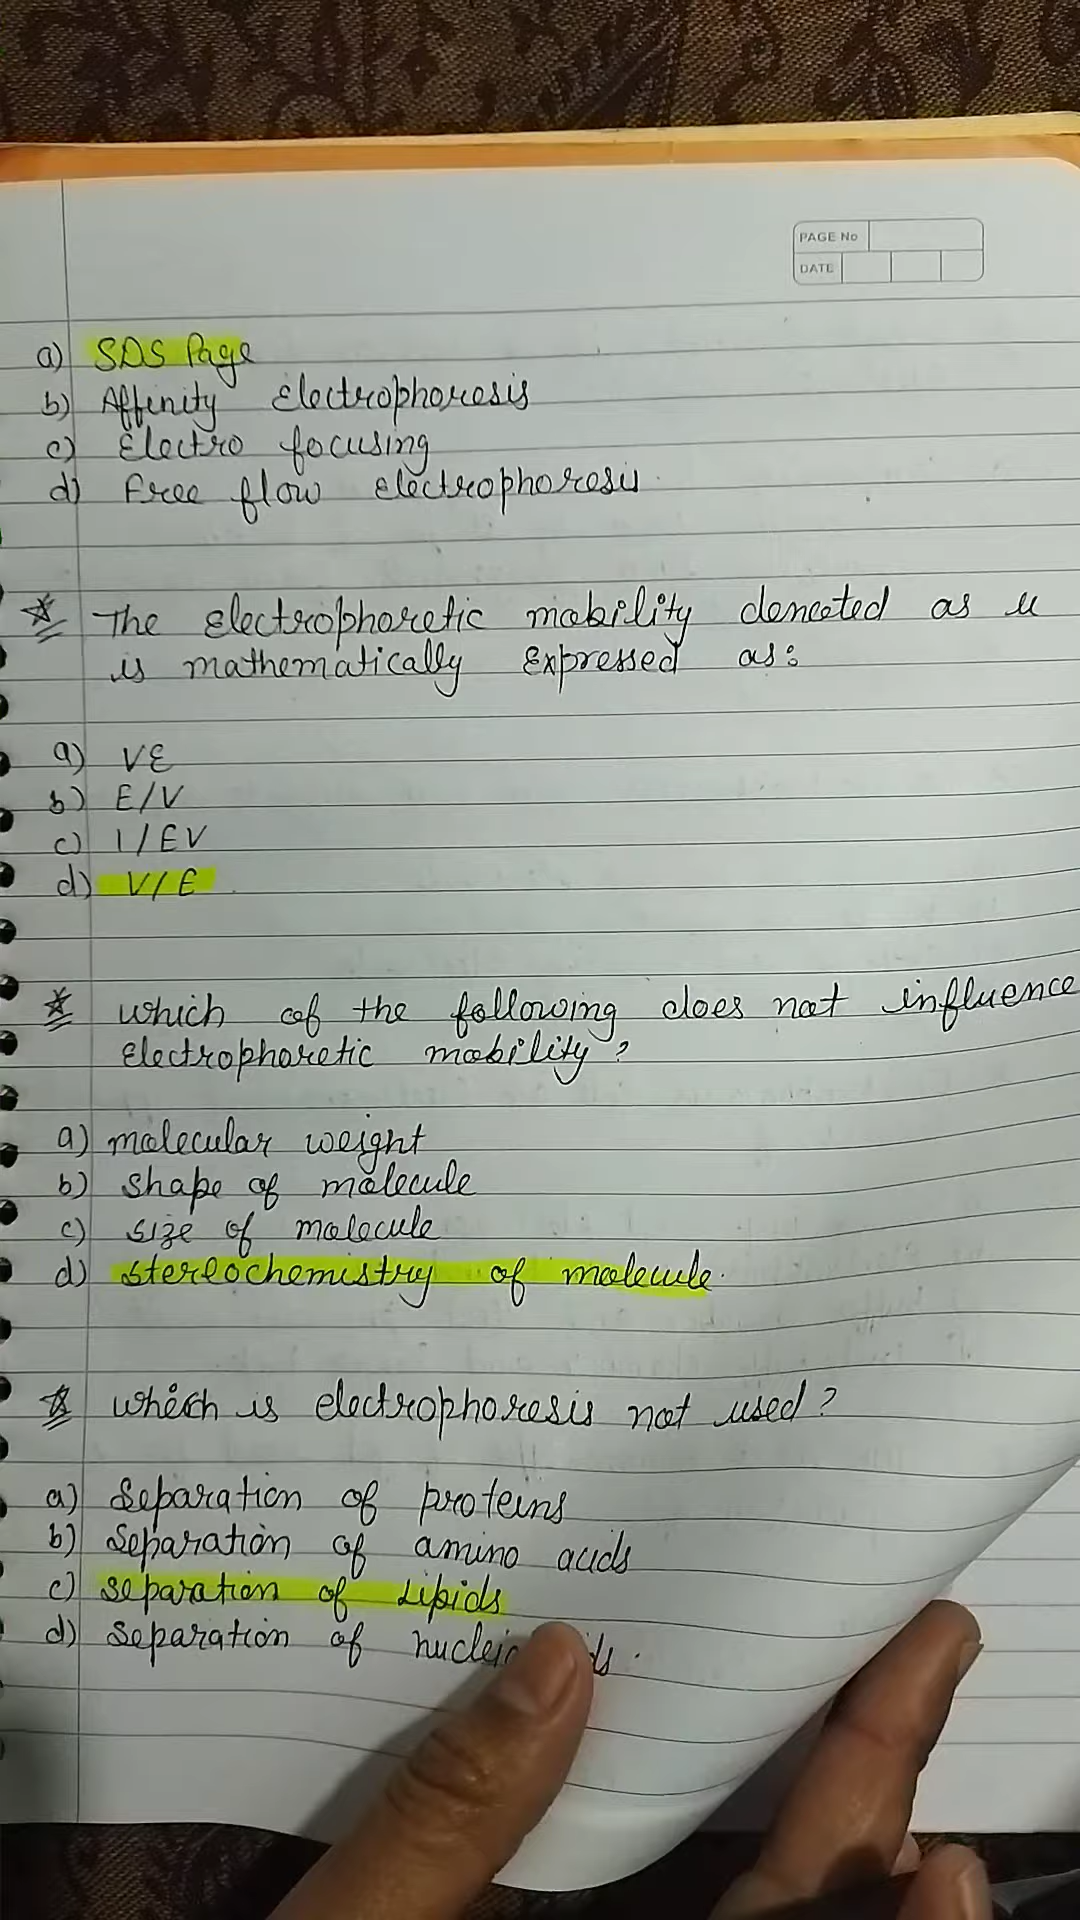 PAGE No
DATE
a) SDS Page
b) Affinity Electrophoresis
c) Electro focusing
d) Free flow electrophoresis.
The electrophoretic mobility denoted as u
is mathematically expressed as:
a) VE
b) E/V
c) 1/EV
d) V/E
which of the following does not influence
Electrophoretic mobility?
a) molecular weight
b) shape of molecule
c) size of molecule
d) stereochemistry of molecule.
which is electrophoresis not used?
a) Separation of proteins
b) Separation of amino acids
c) separation of Lipids
d) Separation of